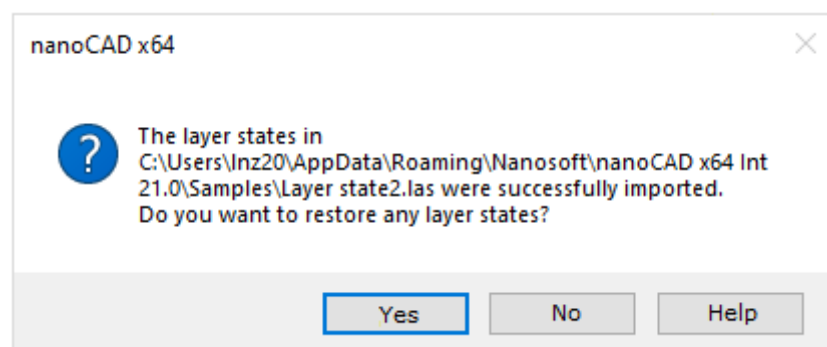 nanoCAD x64
The layer states in
C:\Users\Inz20\AppData\Roaming\Nanosoft\nanoCAD x64 Int
21.0\Samples\Layer state2.las were successfully imported.
Do you want to restore any layer states?
Yes
No
Help